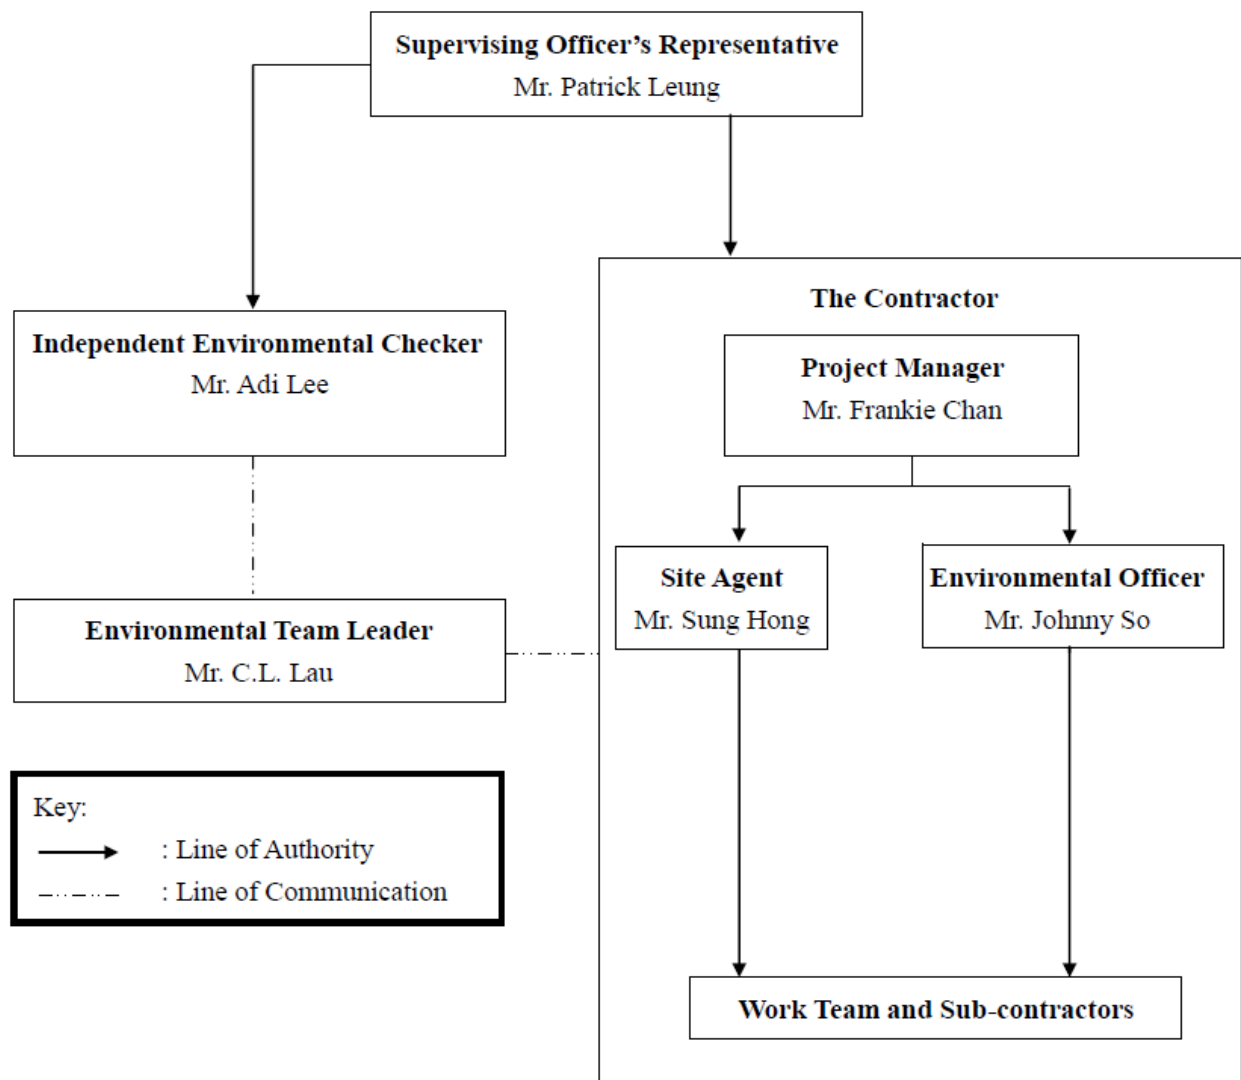 Supervising Officer’s Representative
Mr. Patrick Leung
Independent Environmental Checker
Mr. Adi Lee
The Contractor
Project Manager
Mr. Frankie Chan
Site Agent
Mr. Sung Hong
Environmental Officer
Mr. Johnny So
Environmental Team Leader
Mr. C.L. Lau
Key:
: Line of Authority
: Line of Communication
Work Team and Sub-contractors